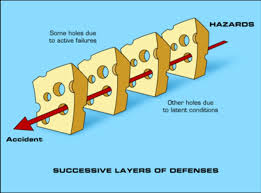 Some holes due
to active failures
HAZARDS
Other holes due
to latent conditions
Accident
SUCCESSIVE LAYERS OF DEFENSES